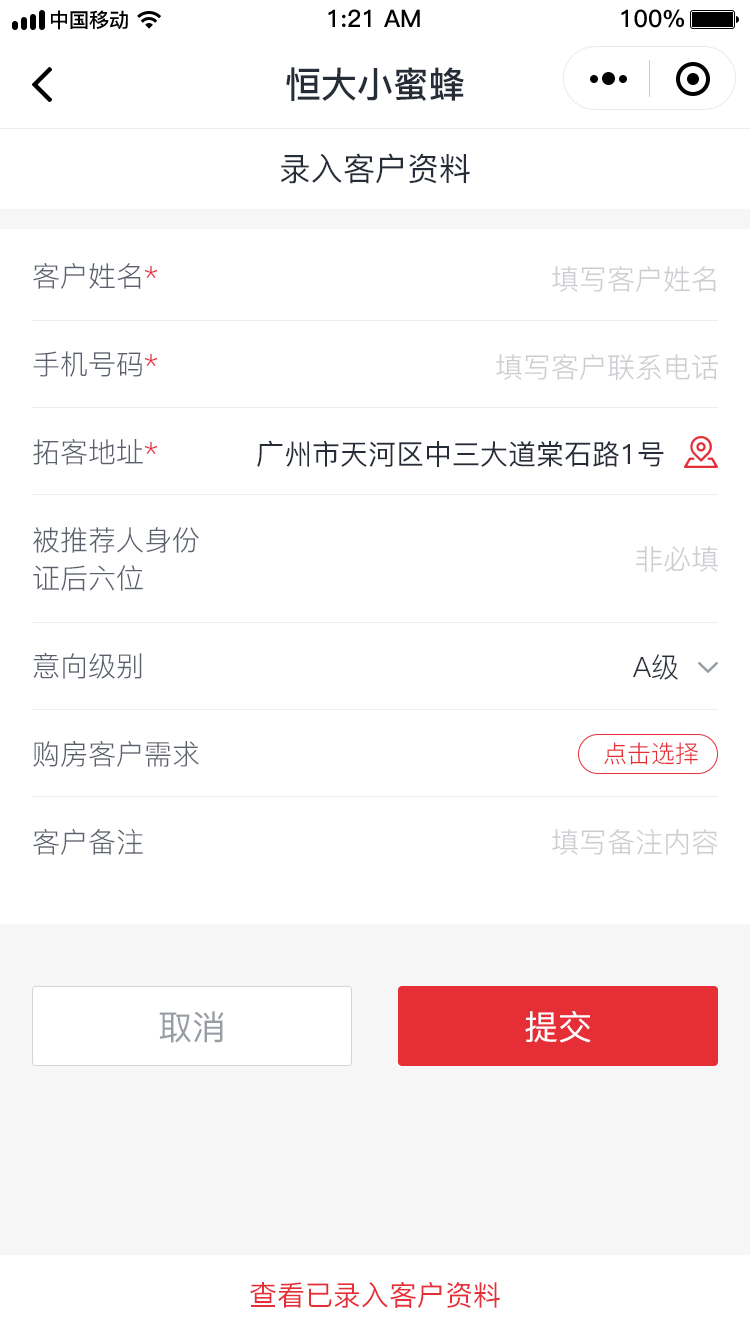 中国移动 1:21 AM 100%
恒大小蜜蜂
录入客户资料
客户姓名* 填写客户姓名
手机号码* 填写客户联系电话
拓客地址* 广州市天河区中三大道棠石路1号
被推荐人身份
证后六位 非必填
意向级别 A级
购房客户需求 点击选择
客户备注 填写备注内容
取消 提交
查看已录入客户资料